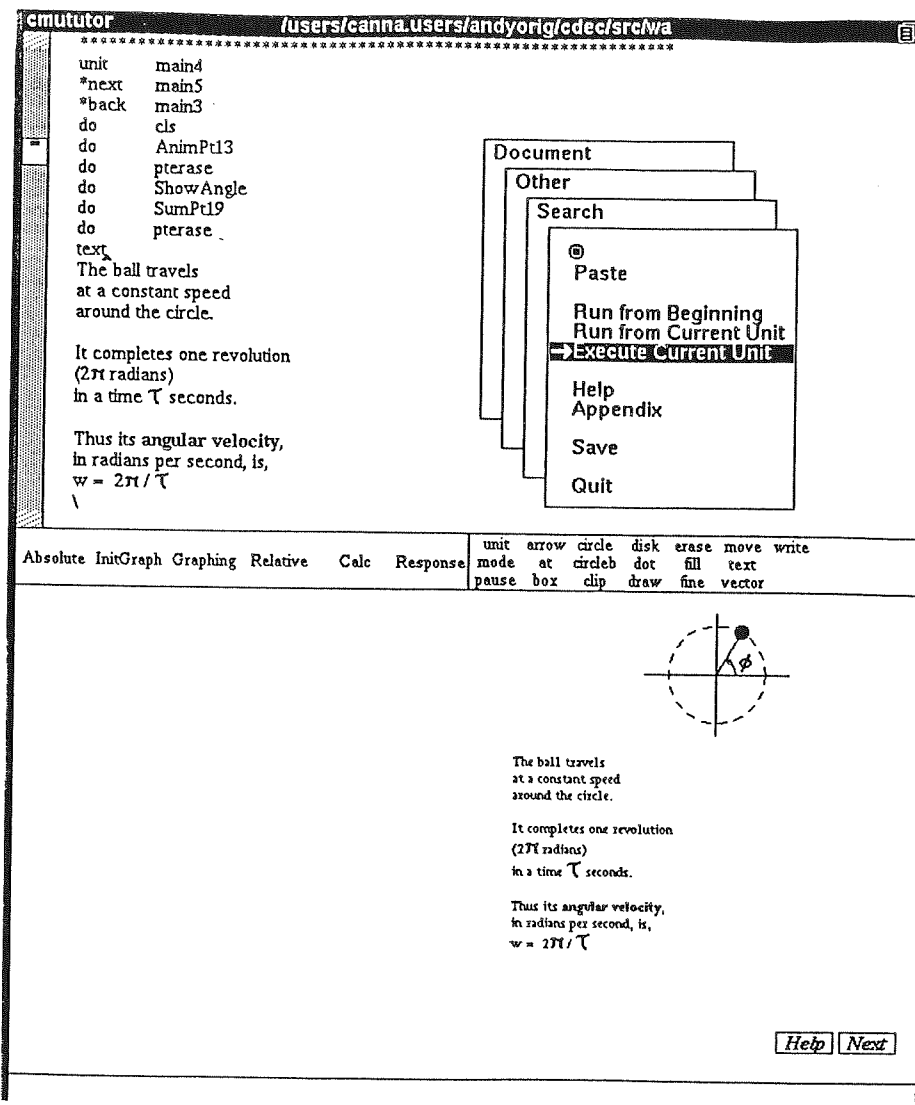 cmututor /users/canna.users/andyorig/cdec/src/wa
************************************************************
unit main4
*next main5
*back main3
do cls
do AnimPt13
do pterase
do ShowAngle
do SumPt19
do pterase
text
The ball travels
at a constant speed
around the circle.
It completes one revolution
(2π radians)
in a time τ seconds.
Thus its angular velocity,
in radians per second, is,
w = 2π / τ
\
Document
Other
Search
Paste
Run from Beginning
Run from Current Unit
→Execute Current Unit
Help
Appendix
Save
Quit
Absolute InitGraph Graphing Relative Calc Response
unit arrow circle disk erase move write
mode at circleb dot fill text
pause box clip draw fine vector
ϕ
The ball travels
at a constant speed
around the circle.
It completes one revolution
(2π radians)
in a time τ seconds.
Thus its angular velocity,
in radians per second, is,
w = 2π / τ
Help Next